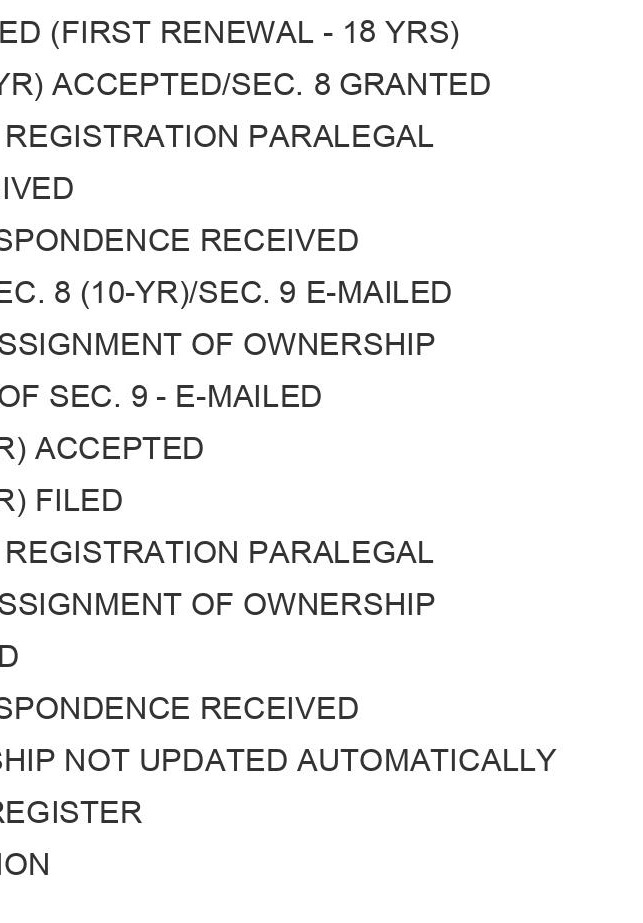 ED (FIRST RENEWAL - 18 YRS)
YR) ACCEPTED/SEC. 8 GRANTED
REGISTRATION PARALEGAL
IVED
SPONDENCE RECEIVED
EC. 8 (10-YR)/SEC. 9 E-MAILED
SSIGNMENT OF OWNERSHIP
OF SEC. 9 - E-MAILED
R) ACCEPTED
R) FILED
REGISTRATION PARALEGAL
SSIGNMENT OF OWNERSHIP
D
SPONDENCE RECEIVED
SHIP NOT UPDATED AUTOMATICALLY
REGISTER
ION